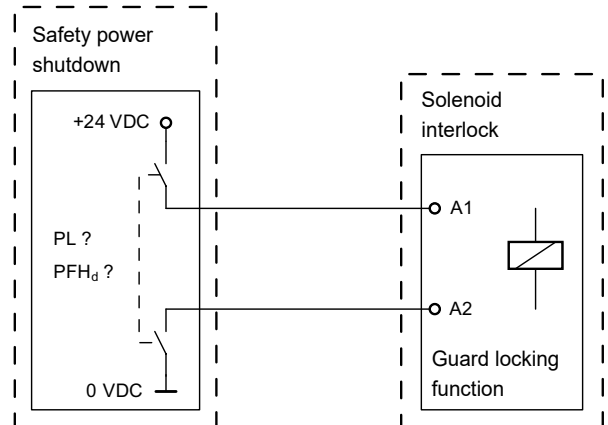 Safety power
shutdown
+24 VDC
PL ?
PFHd ?
0 VDC
Solenoid
interlock
A1
A2
Guard locking
function